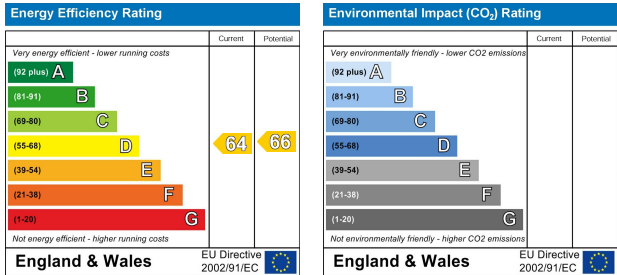 Energy Efficiency Rating
Current Potential
Very energy efficient - lower running costs
(92 plus) A
(81-91) B
(69-80) C
(55-68) D 64 66
(39-54) E
(21-38) F
(1-20) G
Not energy efficient - higher running costs
England & Wales
EU Directive
2002/91/EC
Environmental Impact (CO₂) Rating
Current Potential
Very environmentally friendly - lower CO2 emissions
(92 plus) A
(81-91) B
(69-80) C
(55-68) D
(39-54) E
(21-38) F
(1-20) G
Not environmentally friendly - higher CO2 emissions
England & Wales
EU Directive
2002/91/EC